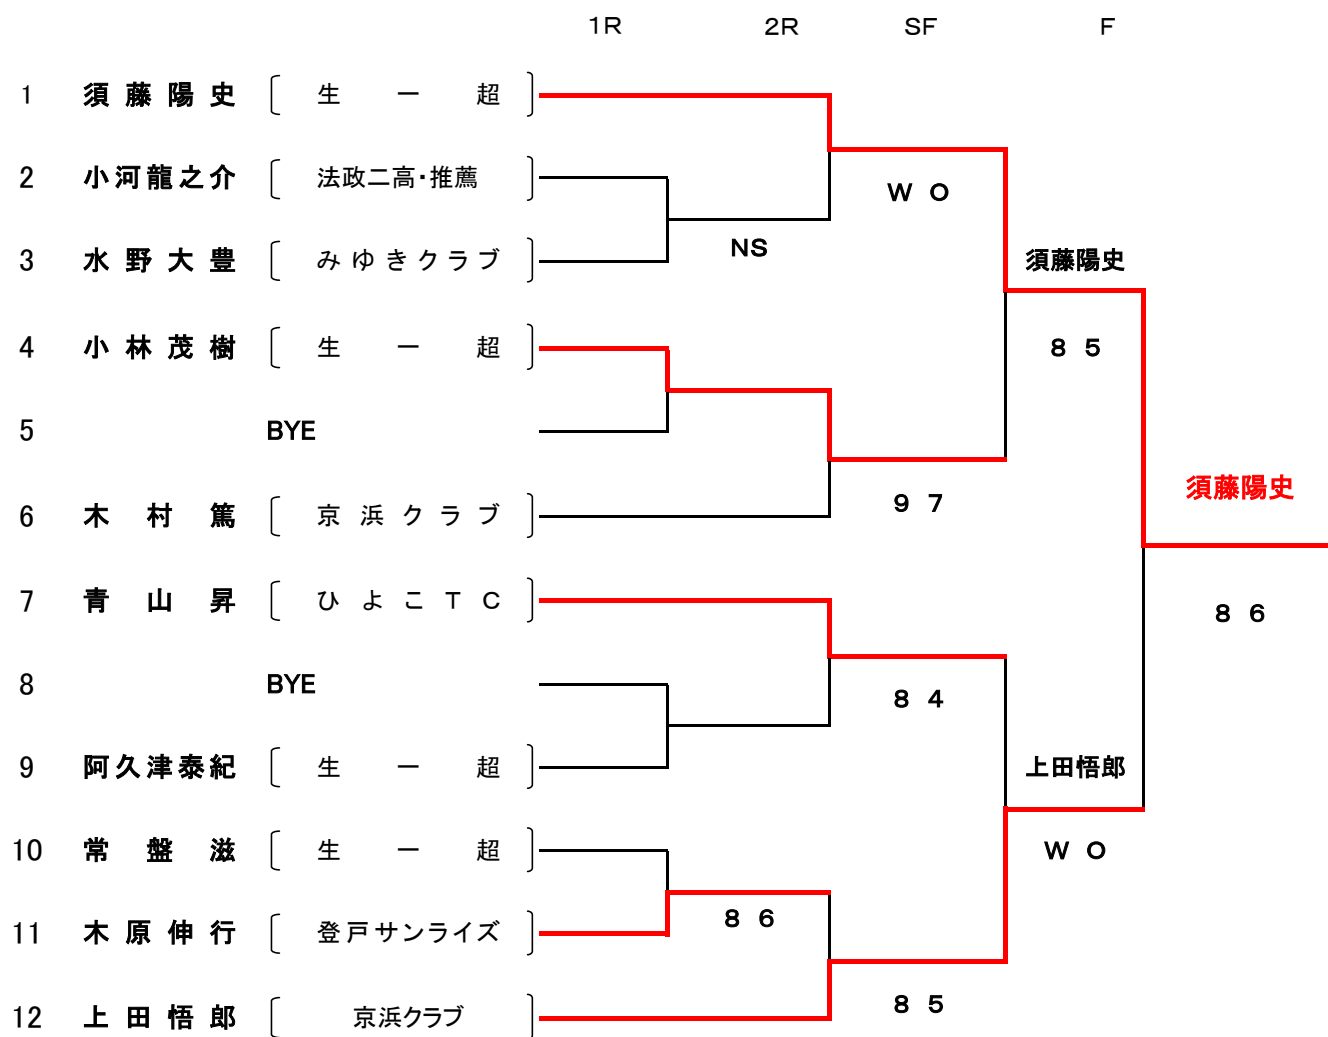 1R 2R SF F
1 須藤陽史 生一超
2 小河龍之介 法政二高・推薦
W O
NS
3 水野大豊 みゆきクラブ
須藤陽史
4 小林茂樹 生一超
8 5
5 BYE
須藤陽史
9 7
6 木村篤 京浜クラブ
7 青山昇 ひよこTC
8 6
8 BYE
8 4
9 阿久津泰紀 生一超
上田悟郎
10 常盤滋 生一超
W O
8 6
11 木原伸行 登戸サンライズ
8 5
12 上田悟郎 京浜クラブ